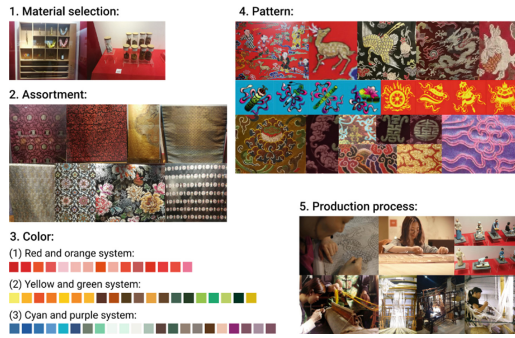 1. Material selection:
2. Assortment:
3. Color:
(1) Red and orange system:
(2) Yellow and green system:
(3) Cyan and purple system:
4. Pattern:
5. Production process: